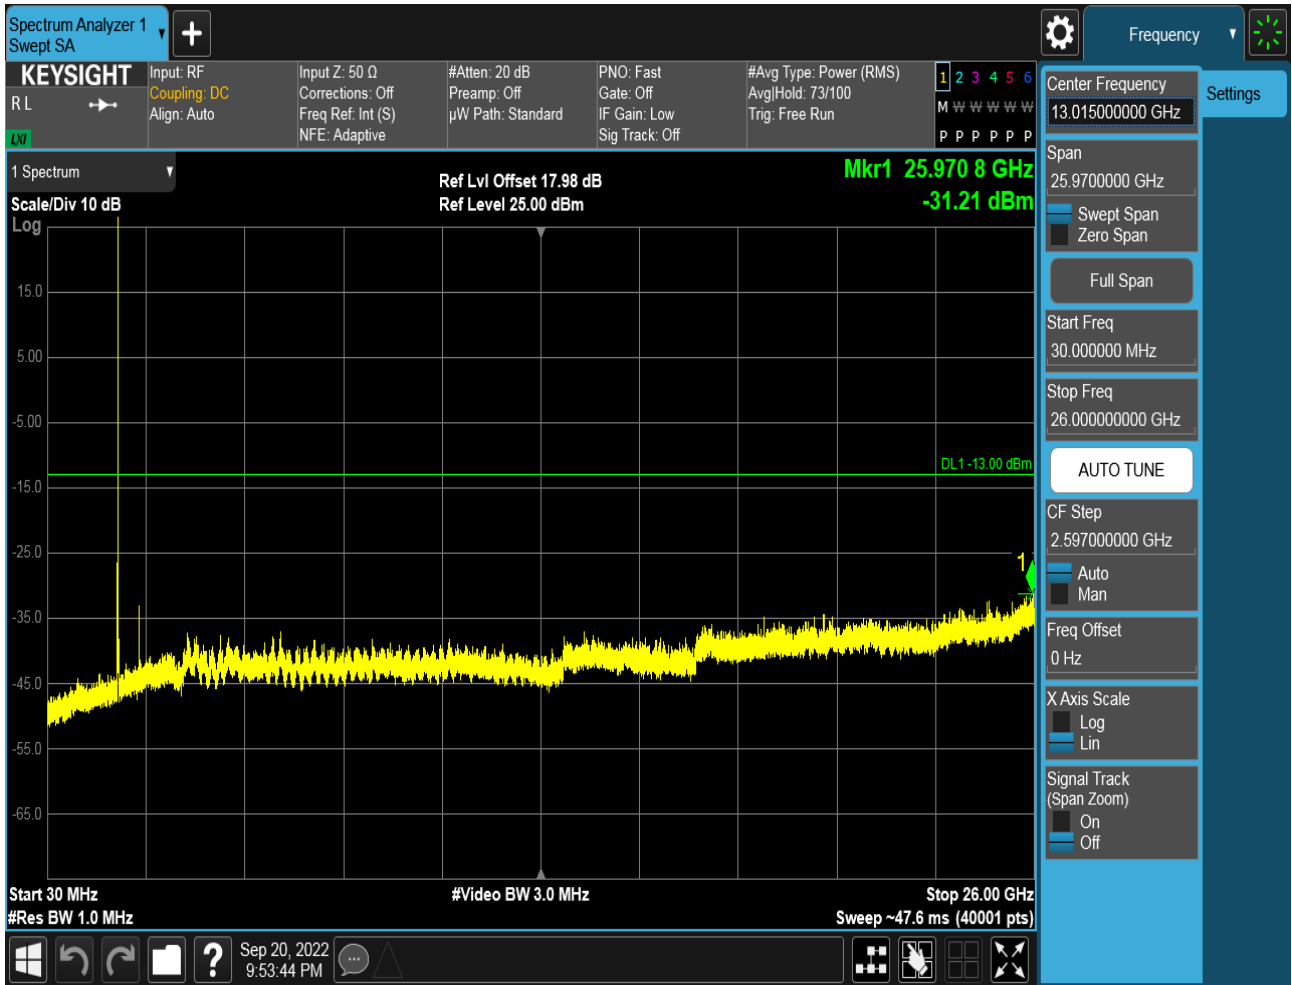 Spectrum Analyzer 1
Swept SA
Frequency
KEYSIGHT
R L
LXI
Input: RF
Coupling: DC
Align: Auto
Input Z: 50 Ω
Corrections: Off
Freq Ref: Int (S)
NFE: Adaptive
#Atten: 20 dB
Preamp: Off
µW Path: Standard
PNO: Fast
Gate: Off
IF Gain: Low
Sig Track: Off
#Avg Type: Power (RMS)
Avg|Hold: 73/100
Trig: Free Run
1 2 3 4 5 6
M W W W W W
P P P P P P
1 Spectrum
Scale/Div 10 dB
Log
Ref Lvl Offset 17.98 dB
Ref Level 25.00 dBm
Mkr1 25.970 8 GHz
-31.21 dBm
15.0
5.00
-5.00
DL1 -13.00 dBm
-15.0
-25.0
1
-35.0
-45.0
-55.0
-65.0
Start 30 MHz
#Res BW 1.0 MHz
#Video BW 3.0 MHz
Stop 26.00 GHz
Sweep ~47.6 ms (40001 pts)
Sep 20, 2022
9:53:44 PM
Center Frequency
13.015000000 GHz
Settings
Span
25.9700000 GHz
Swept Span
Zero Span
Full Span
Start Freq
30.000000 MHz
Stop Freq
26.000000000 GHz
AUTO TUNE
CF Step
2.597000000 GHz
Auto
Man
Freq Offset
0 Hz
X Axis Scale
Log
Lin
Signal Track
(Span Zoom)
On
Off